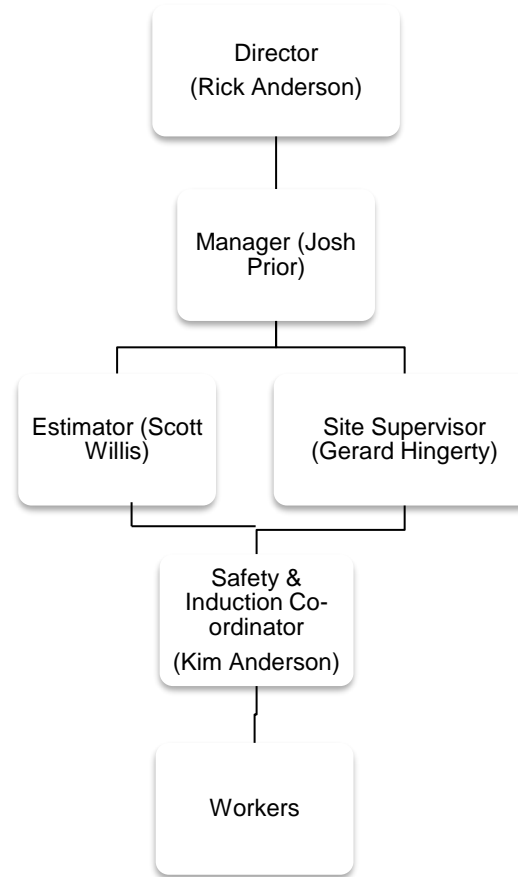 Director
(Rick Anderson)
Manager (Josh
Prior)
Estimator (Scott
Willis)
Site Supervisor
(Gerard Hingerty)
Safety &
Induction Co-
ordinator
(Kim Anderson)
Workers